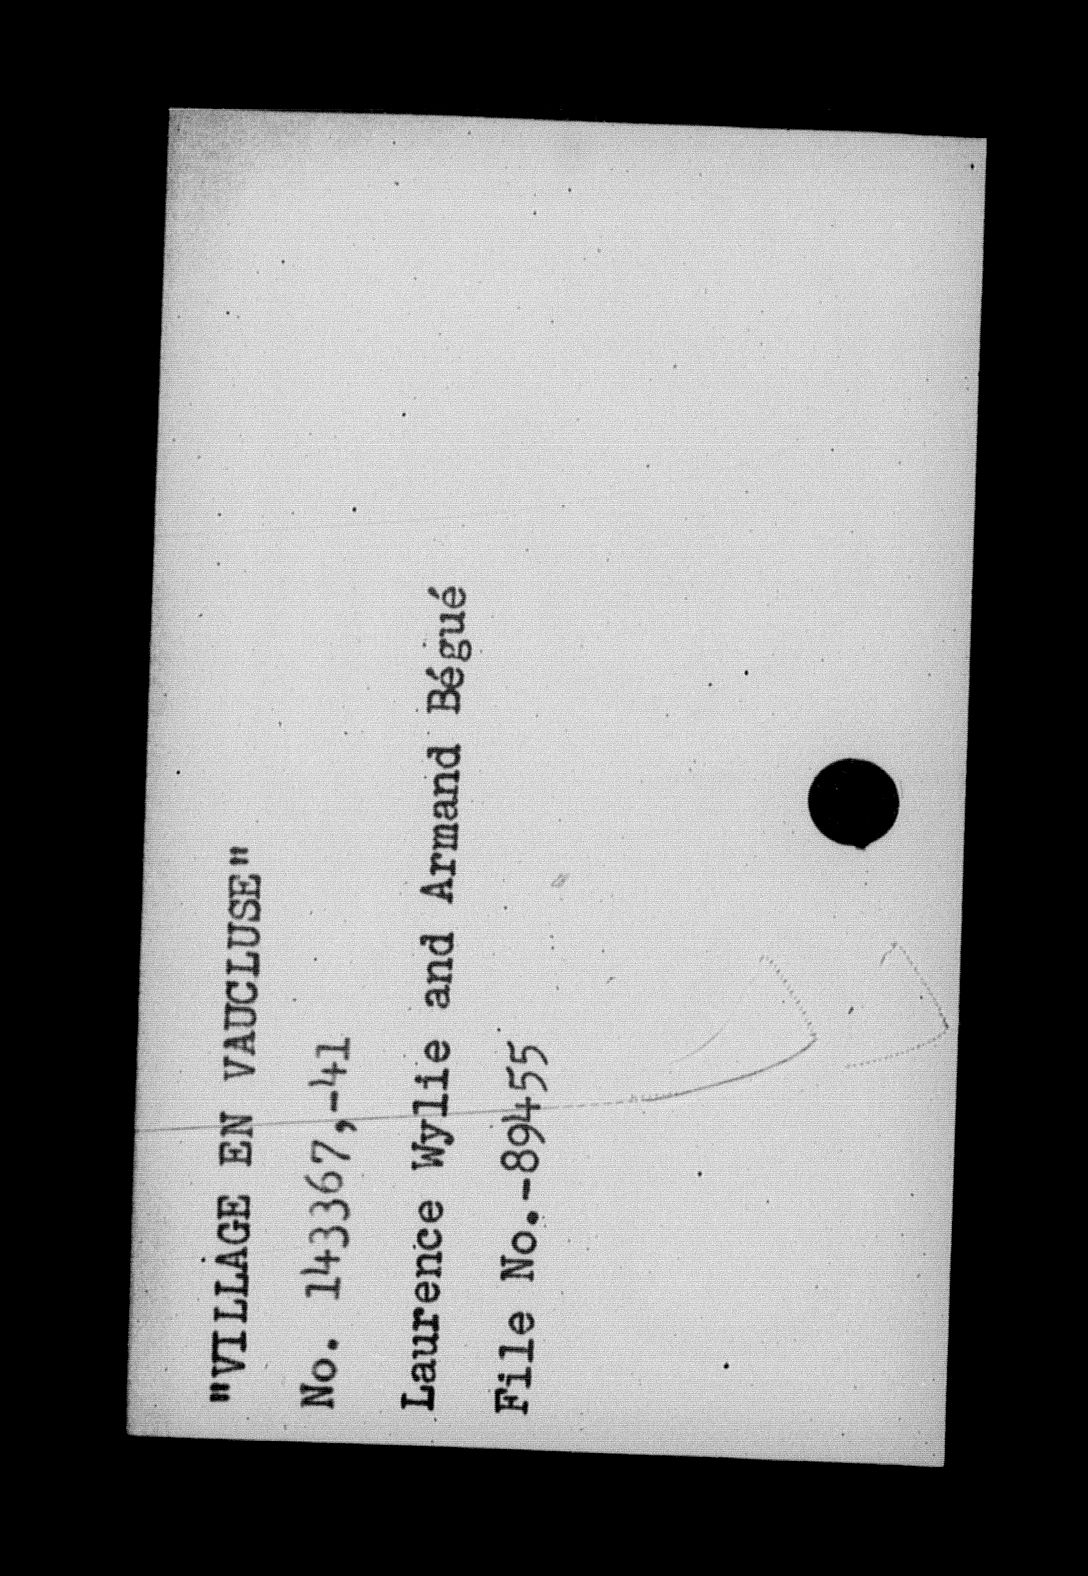 "VILLAGE EN VAUCLUSE"
No. 143367,-41
Laurence Wylie and Armand Bégué
File No.-89455